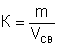 K = m / V_св